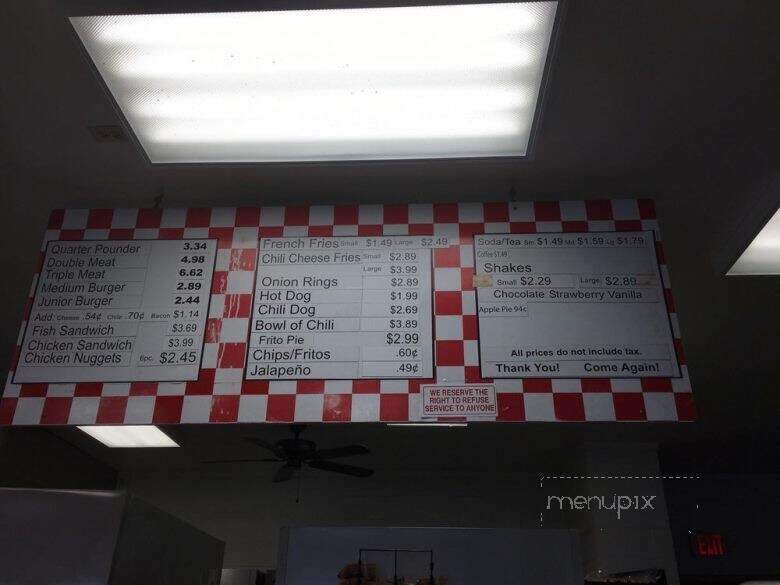 Quarter Pounder 3.34
Double Meat 4.98
Triple Meat 6.62
Medium Burger 2.89
Junior Burger 2.44
Add: Cheese .54¢ Chile .70¢ Bacon $1.14
Fish Sandwich $3.69
Chicken Sandwich $3.99
Chicken Nuggets 6pc. $2.45
French Fries Small $1.49 Large $2.49
Chili Cheese Fries Small $2.89
Large $3.99
Onion Rings $2.89
Hot Dog $1.99
Chili Dog $2.69
Bowl of Chili $3.89
Frito Pie $2.99
Chips/Fritos .60¢
Jalapeño .49¢
Soda/Tea Sm $1.49 Md $1.59 Lg $1.79
Coffee $1.49
Shakes
Small $2.29 Large $2.89
Chocolate Strawberry Vanilla
Apple Pie 94¢
All prices do not include tax.
Thank You! Come Again!
WE RESERVE THE
RIGHT TO REFUSE
SERVICE TO ANYONE
menupix
EXIT